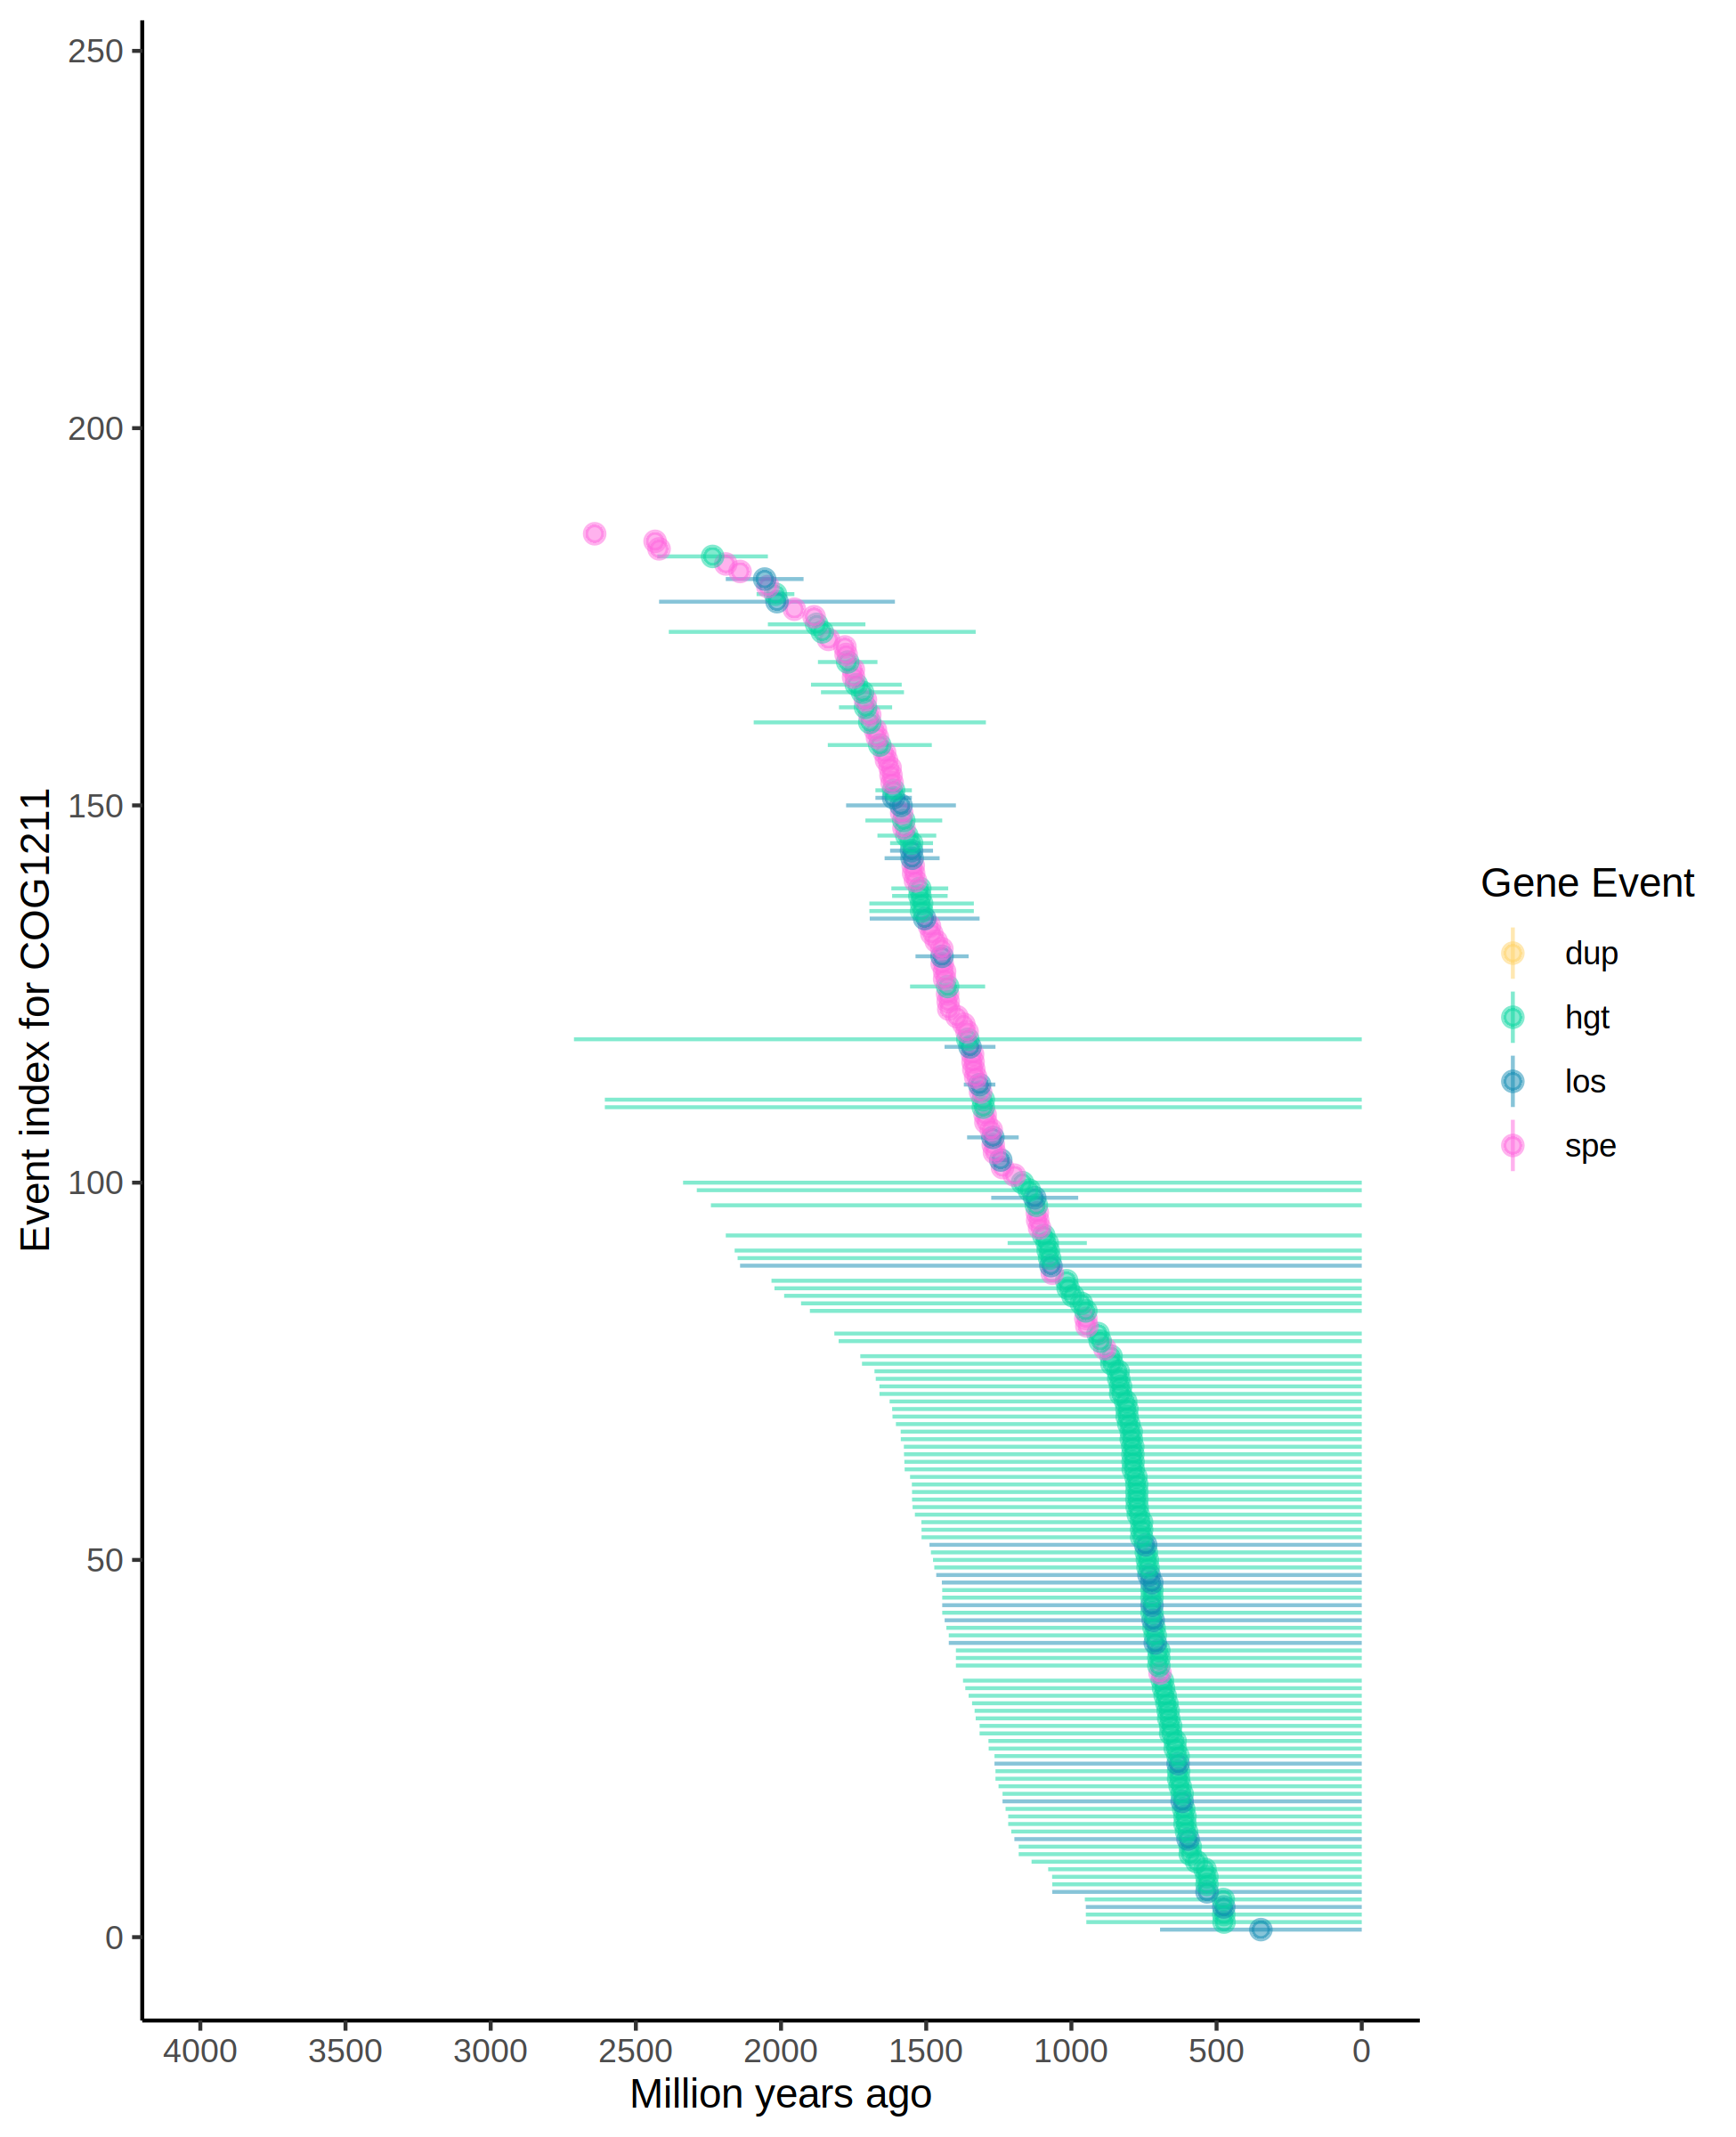 250
200
150
100
50
0
Event index for COG1211
4000 3500 3000 2500 2000 1500 1000 500 0
Million years ago
Gene Event
dup
hgt
los
spe